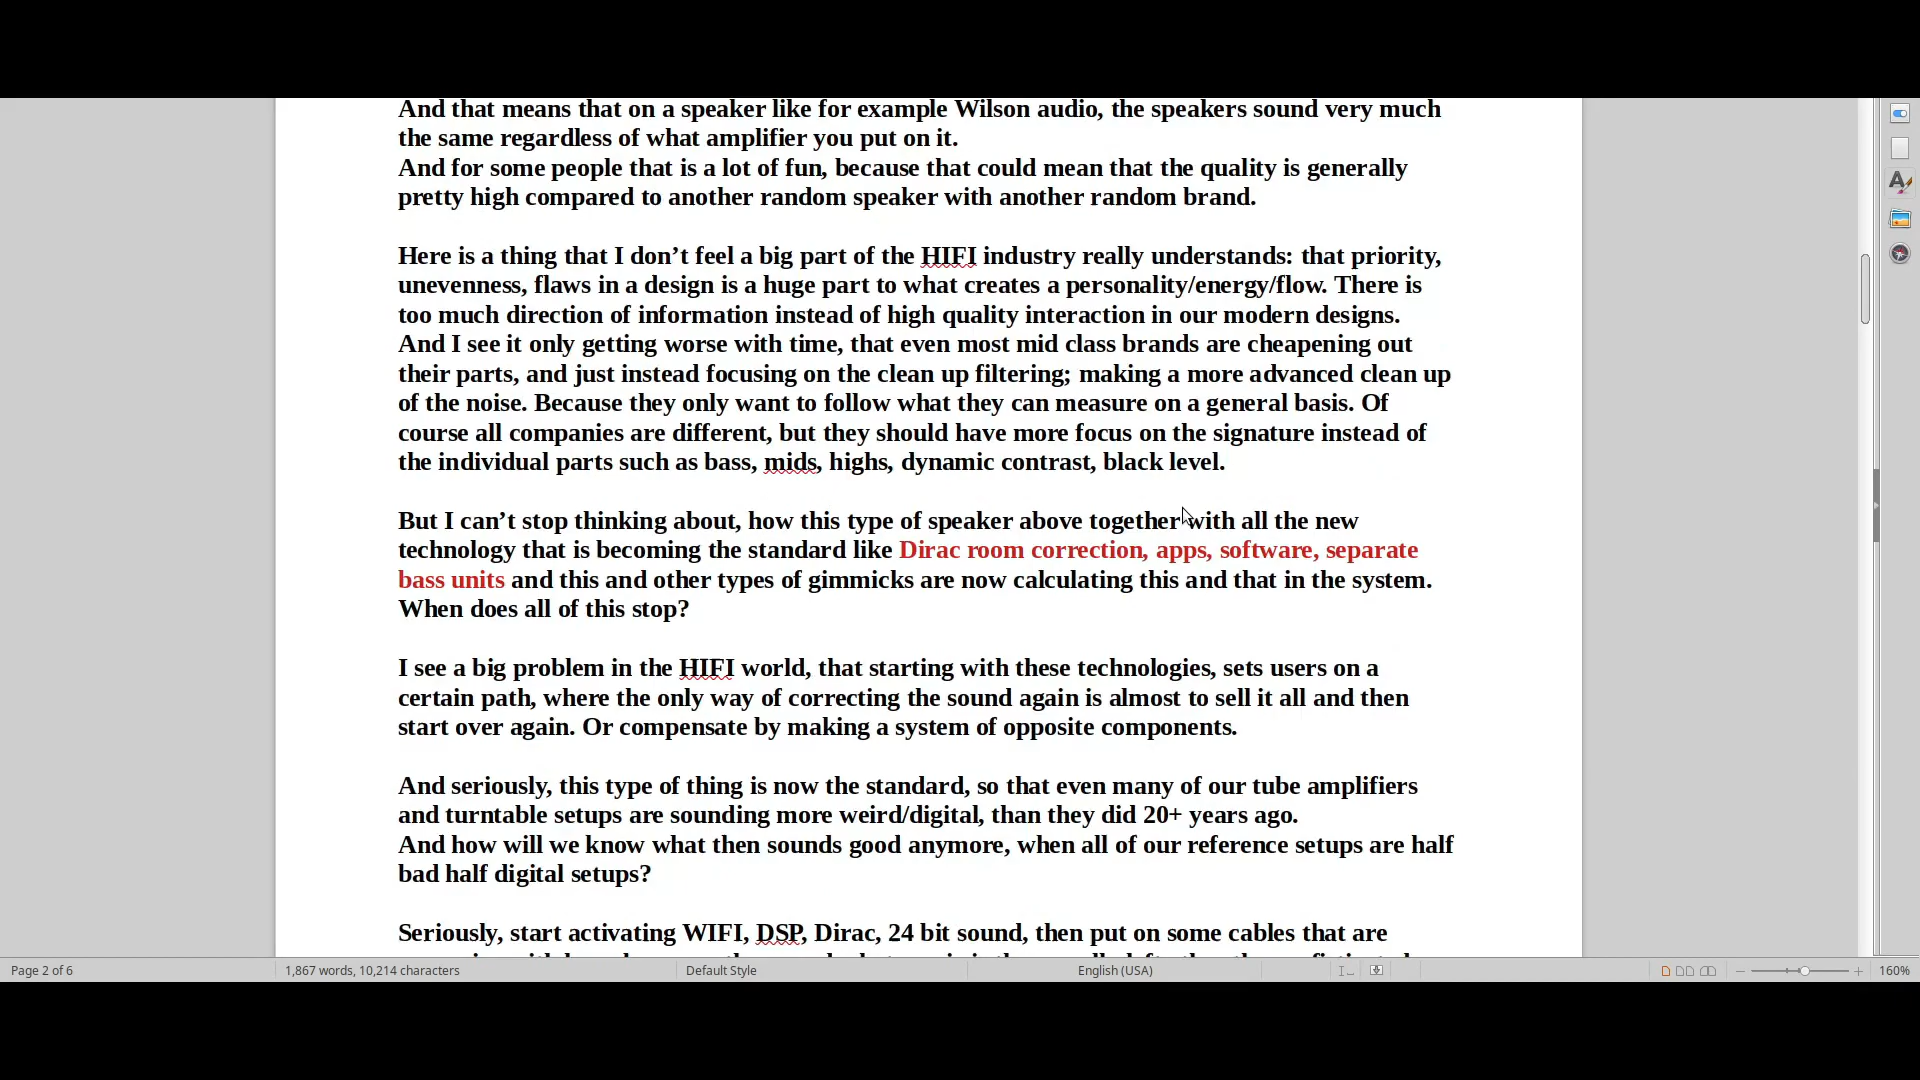 And that means that on a speaker like for example Wilson audio, the speakers sound very much
the same regardless of what amplifier you put on it.
And for some people that is a lot of fun, because that could mean that the quality is generally
pretty high compared to another random speaker with another random brand.
Here is a thing that I don’t feel a big part of the HIFI industry really understands: that priority,
unevenness, flaws in a design is a huge part to what creates a personality/energy/flow. There is
too much direction of information instead of high quality interaction in our modern designs.
And I see it only getting worse with time, that even most mid class brands are cheapening out
their parts, and just instead focusing on the clean up filtering; making a more advanced clean up
of the noise. Because they only want to follow what they can measure on a general basis. Of
course all companies are different, but they should have more focus on the signature instead of
the individual parts such as bass, mids, highs, dynamic contrast, black level.
But I can’t stop thinking about, how this type of speaker above together with all the new
technology that is becoming the standard like Dirac room correction, apps, software, separate
bass units and this and other types of gimmicks are now calculating this and that in the system.
When does all of this stop?
I see a big problem in the HIFI world, that starting with these technologies, sets users on a
certain path, where the only way of correcting the sound again is almost to sell it all and then
start over again. Or compensate by making a system of opposite components.
And seriously, this type of thing is now the standard, so that even many of our tube amplifiers
and turntable setups are sounding more weird/digital, than they did 20+ years ago.
And how will we know what then sounds good anymore, when all of our reference setups are half
bad half digital setups?
Seriously, start activating WIFI, DSP, Dirac, 24 bit sound, then put on some cables that are
Page 2 of 6
1,867 words, 10,214 characters
Default Style
English (USA)
160%